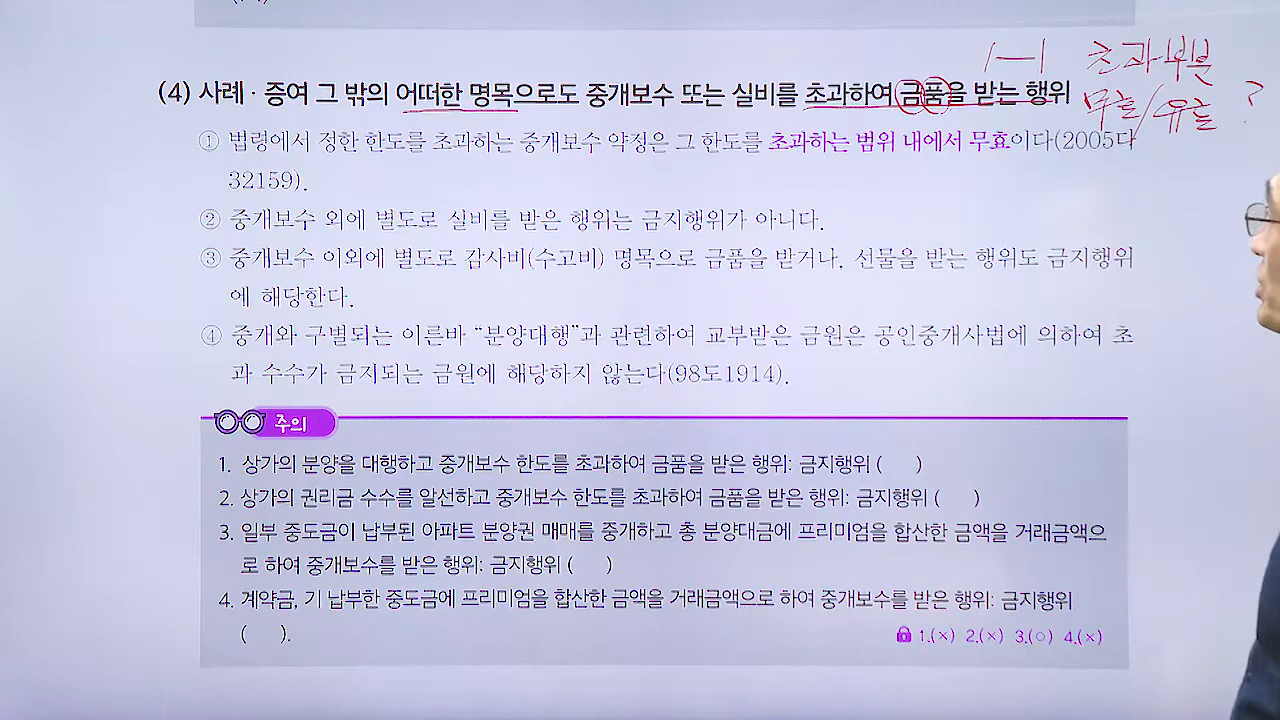 (4) 사례·증여 그 밖의 어떠한 명목으로도 중개보수 또는 실비를 초과하여 금품을 받는 행위
1-1 초과부분
무효/유효 ?
① 법령에서 정한 한도를 초과하는 중개보수 약정은 그 한도를 초과하는 범위 내에서 무효이다(2005다
32159).
② 중개보수 외에 별도로 실비를 받은 행위는 금지행위가 아니다.
③ 중개보수 이외에 별도로 감사비(수고비) 명목으로 금품을 받거나, 선물을 받는 행위도 금지행위
에 해당한다.
④ 중개와 구별되는 이른바 “분양대행”과 관련하여 교부받은 금원은 공인중개사법에 의하여 초
과 수수가 금지되는 금원에 해당하지 않는다(98도1914).
주의
1. 상가의 분양을 대행하고 중개보수 한도를 초과하여 금품을 받은 행위: 금지행위 (    )
2. 상가의 권리금 수수를 알선하고 중개보수 한도를 초과하여 금품을 받은 행위: 금지행위 (    )
3. 일부 중도금이 납부된 아파트 분양권 매매를 중개하고 총 분양대금에 프리미엄을 합산한 금액을 거래금액으
로 하여 중개보수를 받은 행위: 금지행위 (    )
4. 계약금, 기 납부한 중도금에 프리미엄을 합산한 금액을 거래금액으로 하여 중개보수를 받은 행위: 금지행위
(    ).
1.(×) 2.(×) 3.(○) 4.(×)